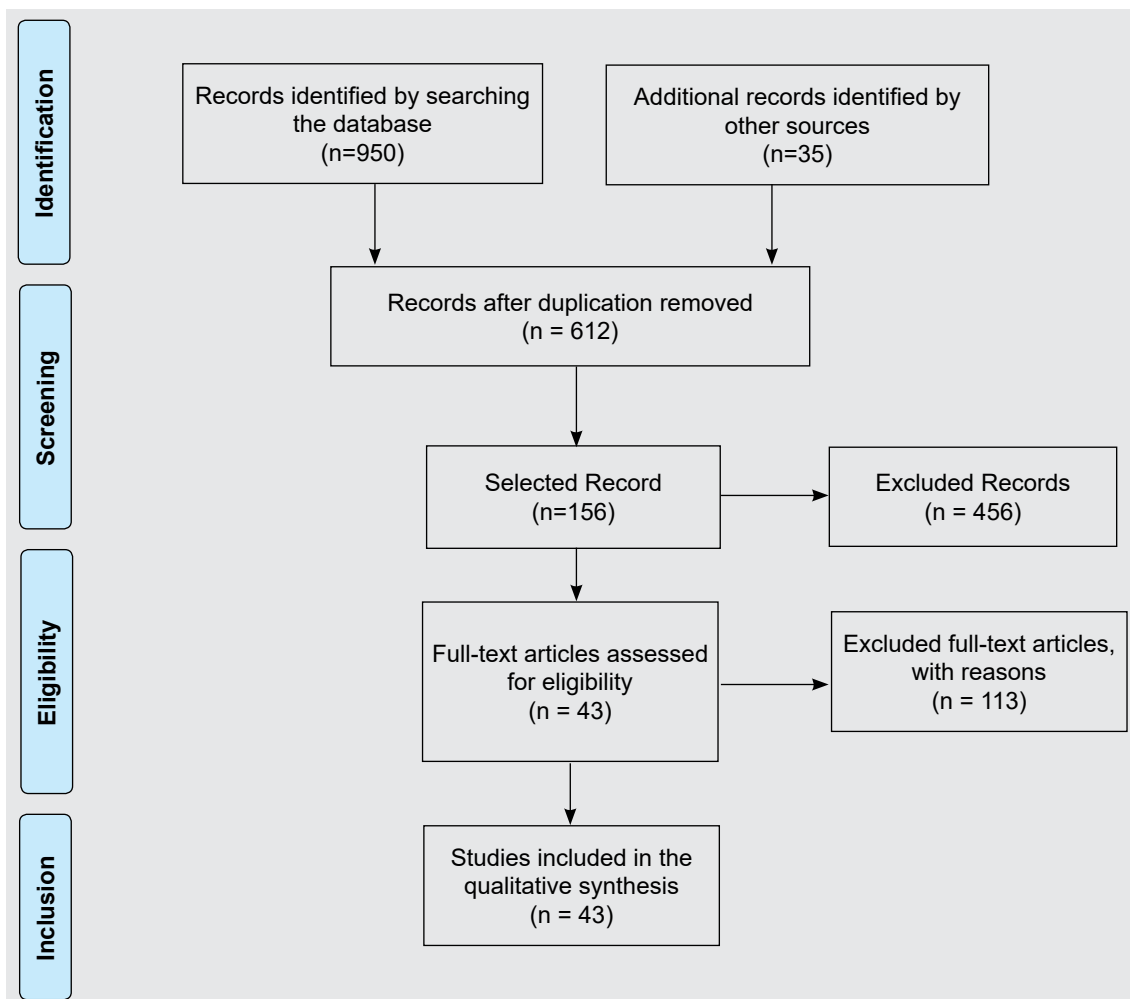 Identification
Records identified by searching
the database
(n=950)
Additional records identified by
other sources
(n=35)
Screening
Records after duplication removed
(n = 612)
Selected Record
(n=156)
Excluded Records
(n = 456)
Eligibility
Full-text articles assessed
for eligibility
(n = 43)
Excluded full-text articles,
with reasons
(n = 113)
Inclusion
Studies included in the
qualitative synthesis
(n = 43)